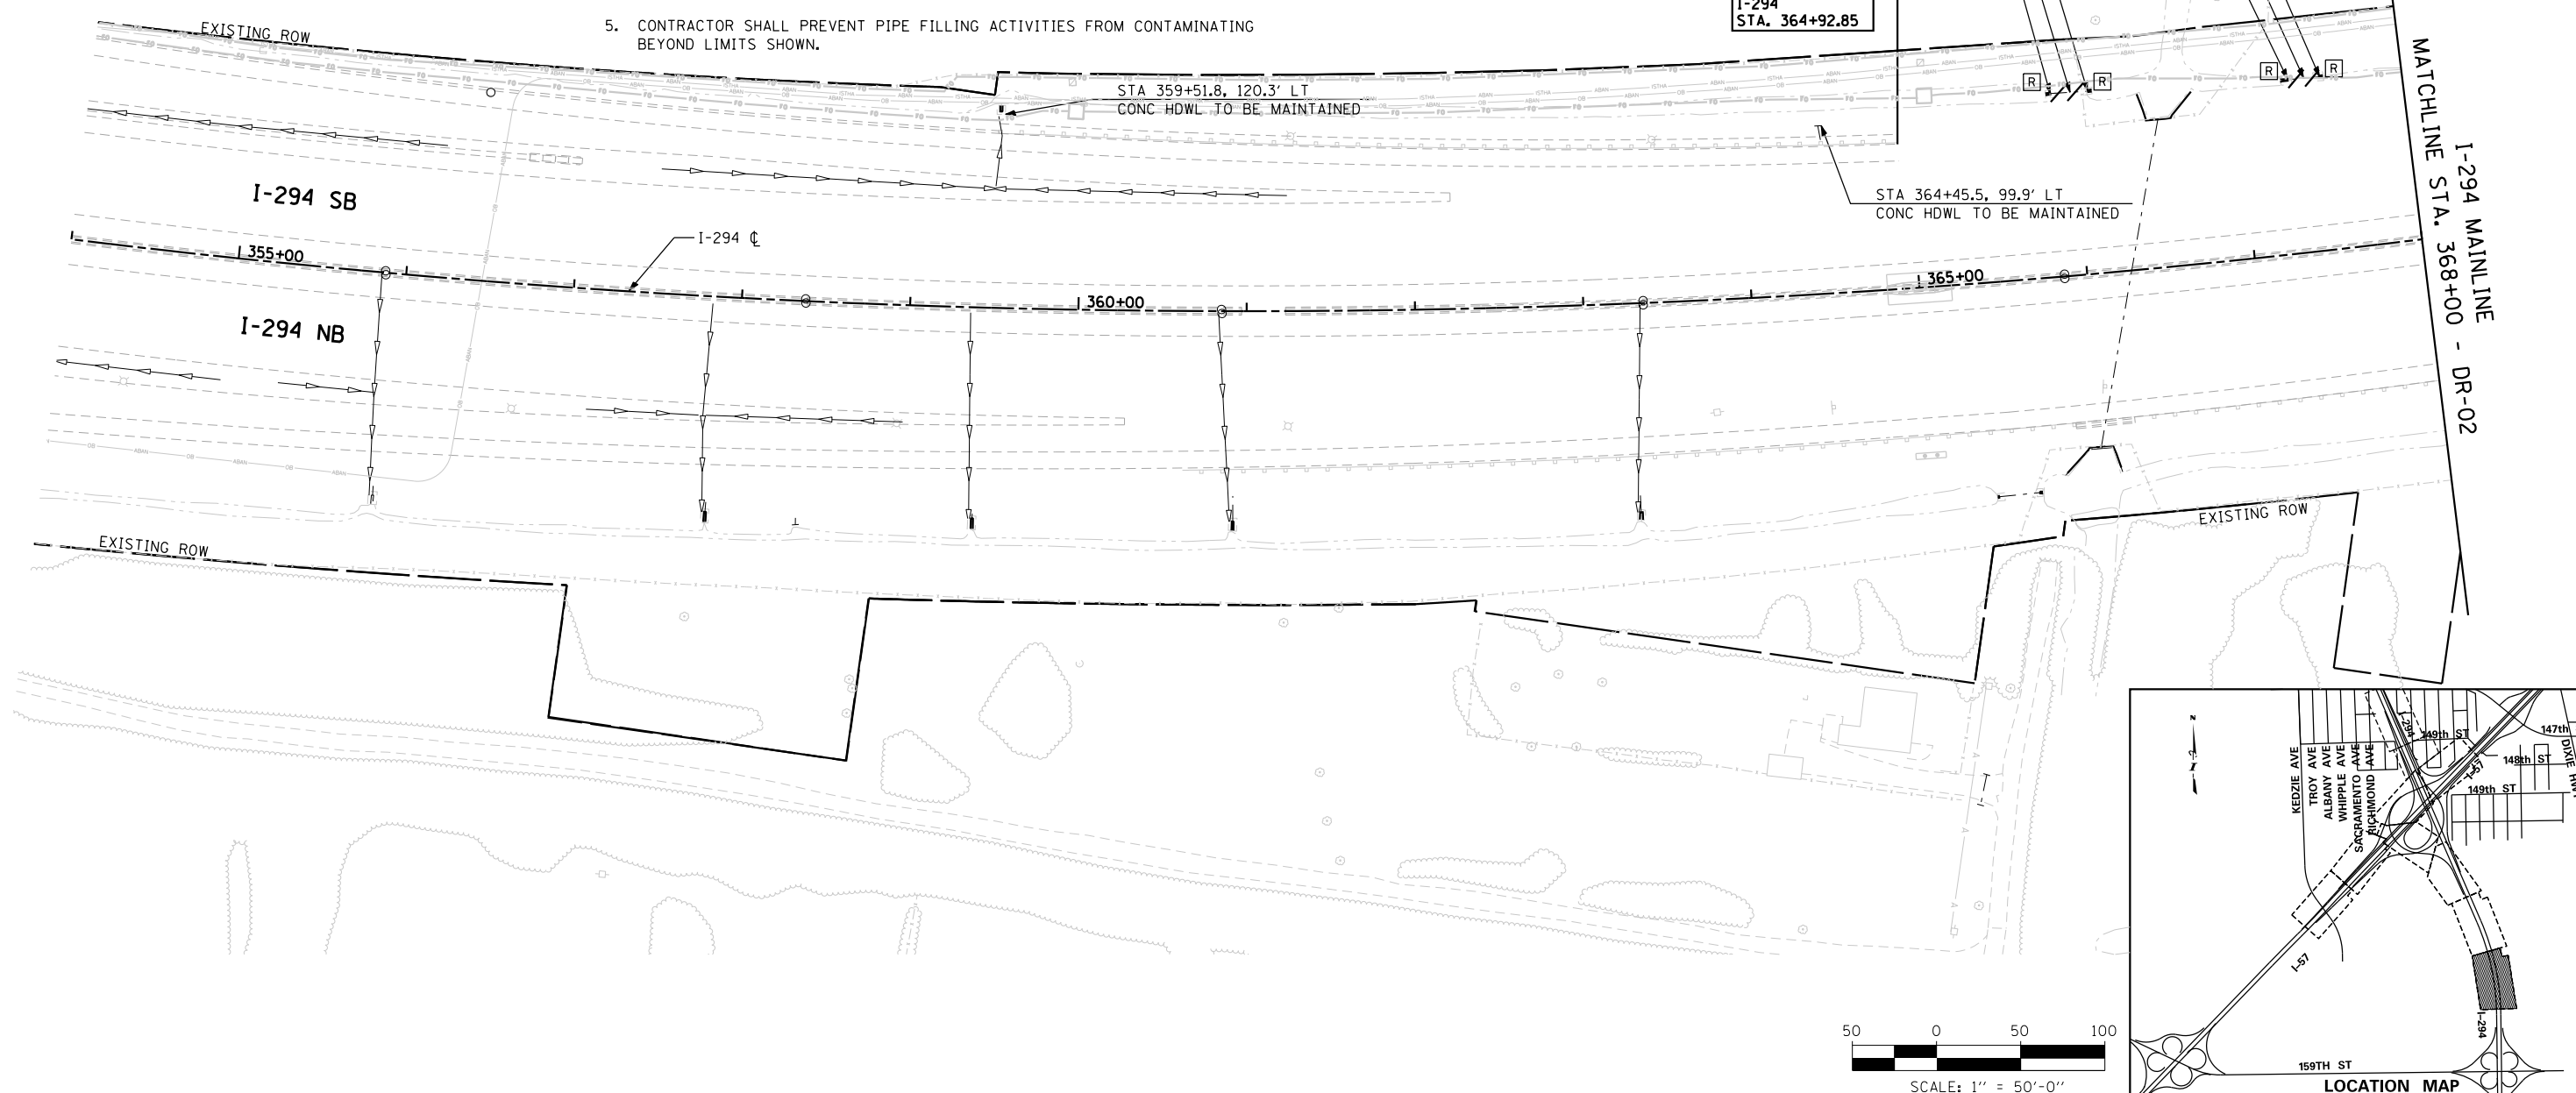 I-294
STA. 364+92.85
5. CONTRACTOR SHALL PREVENT PIPE FILLING ACTIVITIES FROM CONTAMINATING
BEYOND LIMITS SHOWN.
EXISTING ROW
STA 359+51.8, 120.3' LT
CONC HDWL TO BE MAINTAINED
R
R
R
R
STA 364+45.5, 99.9' LT
CONC HDWL TO BE MAINTAINED
I-294 MAINLINE
MATCHLINE STA. 368+00 - DR-02
I-294 SB
I-294 ℄
355+00
360+00
365+00
I-294 NB
EXISTING ROW
EXISTING ROW
50 0 50 100
SCALE: 1'' = 50'-0''
N
KEDZIE AVE
TROY AVE
ALBANY AVE
WHIPPLE AVE
SACRAMENTO AVE
RICHMOND AVE
I-294
149th ST
147th
148th ST
149th ST
I-57
I-57
I-294
159TH ST
LOCATION MAP